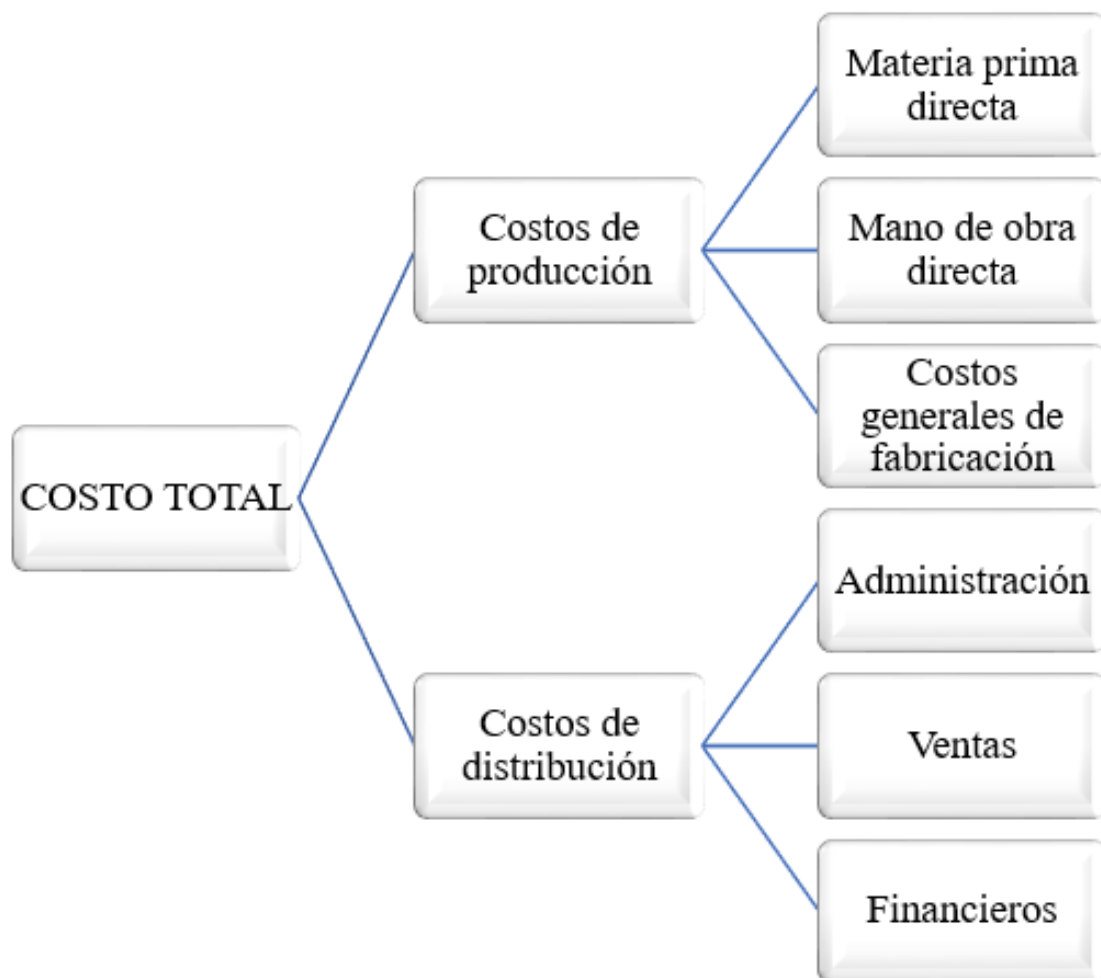 Materia prima
directa
Costos de
producción
Mano de obra
directa
Costos
generales de
fabricación
COSTO TOTAL
Administración
Costos de
distribución
Ventas
Financieros